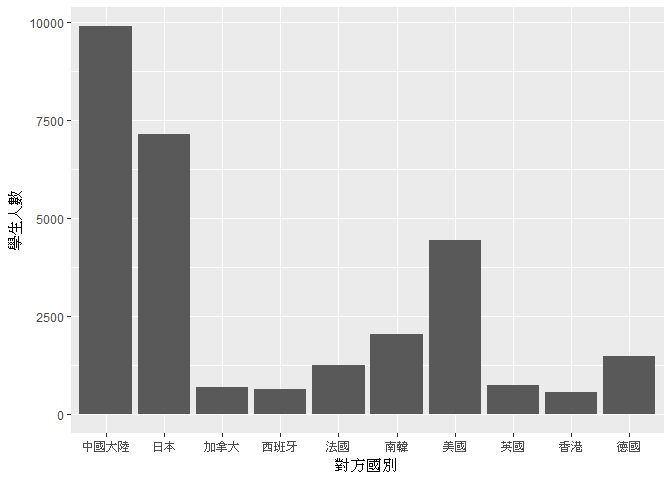 10000
7500
5000
2500
0
學生人數
中國大陸 日本 加拿大 西班牙 法國 南韓 美國 英國 香港 德國
對方國別